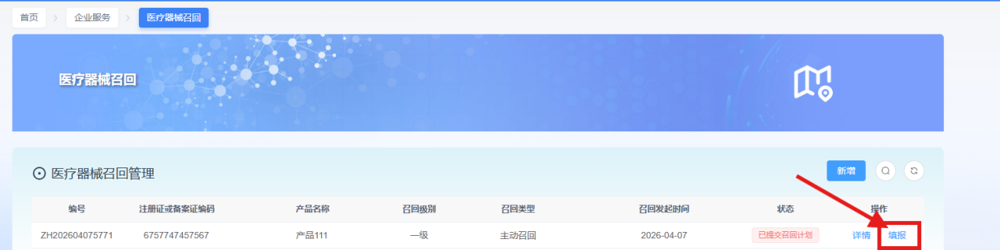 首页 > 企业服务 > 医疗器械召回
医疗器械召回
医疗器械召回管理 新增
编号 注册证或备案证编码 产品名称 召回级别 召回类型 召回发起时间 状态 操作
ZH202604075771 6757747457567 产品111 一级 主动召回 2026-04-07 已提交召回计划 详情 填报